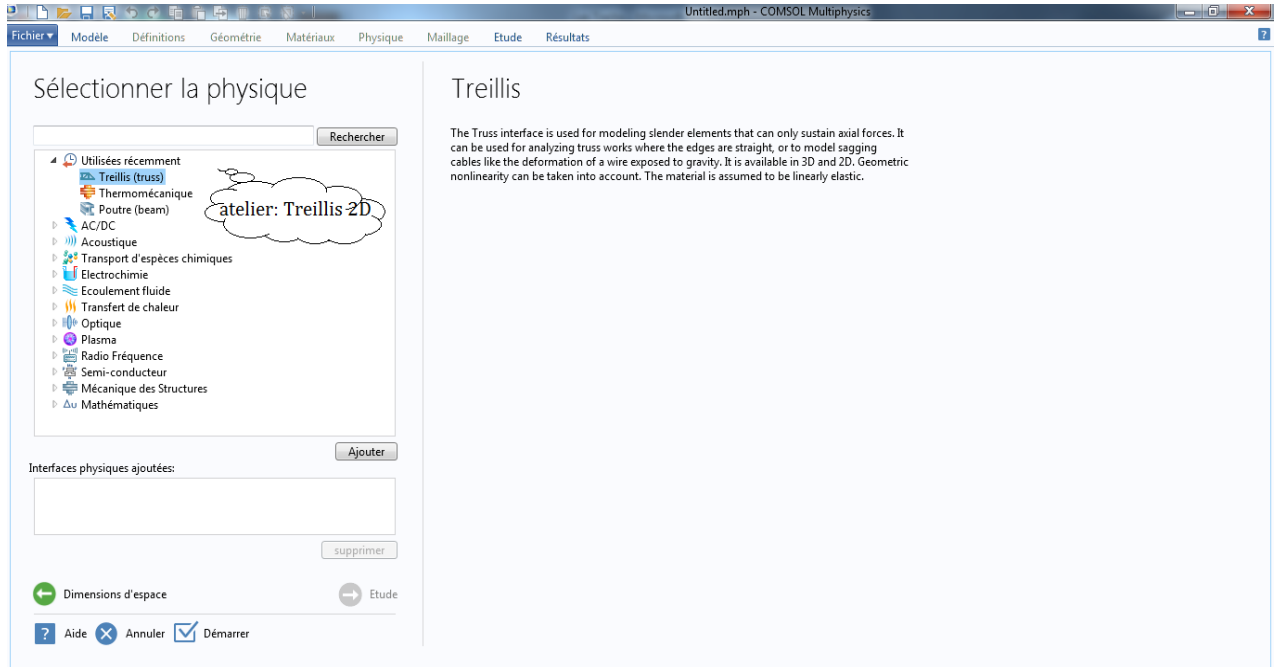 Untitled.mph - COMSOL Multiphysics
Fichier Modèle Définitions Géométrie Matériaux Physique Maillage Etude Résultats ?
Sélectionner la physique
Rechercher
Utilisées récemment
Treillis (truss)
Thermomécanique
Poutre (beam)
atelier: Treillis 2D
AC/DC
Acoustique
Transport d'espèces chimiques
Electrochimie
Ecoulement fluide
Transfert de chaleur
Optique
Plasma
Radio Fréquence
Semi-conducteur
Mécanique des Structures
Δu Mathématiques
Ajouter
Interfaces physiques ajoutées:
supprimer
Dimensions d'espace
Etude
? Aide Annuler Démarrer
Treillis
The Truss interface is used for modeling slender elements that can only sustain axial forces. It
can be used for analyzing truss works where the edges are straight, or to model sagging
cables like the deformation of a wire exposed to gravity. It is available in 3D and 2D. Geometric
nonlinearity can be taken into account. The material is assumed to be linearly elastic.